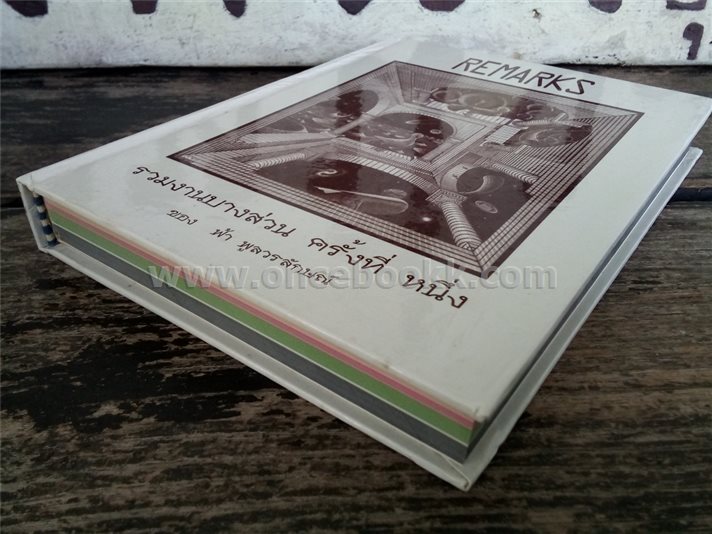 REMARKS
รวมงานบางส่วน ครั้งที่ หนึ่ง
ของ ฟ้า พูลวรลักษณ์
www.oncebookk.com